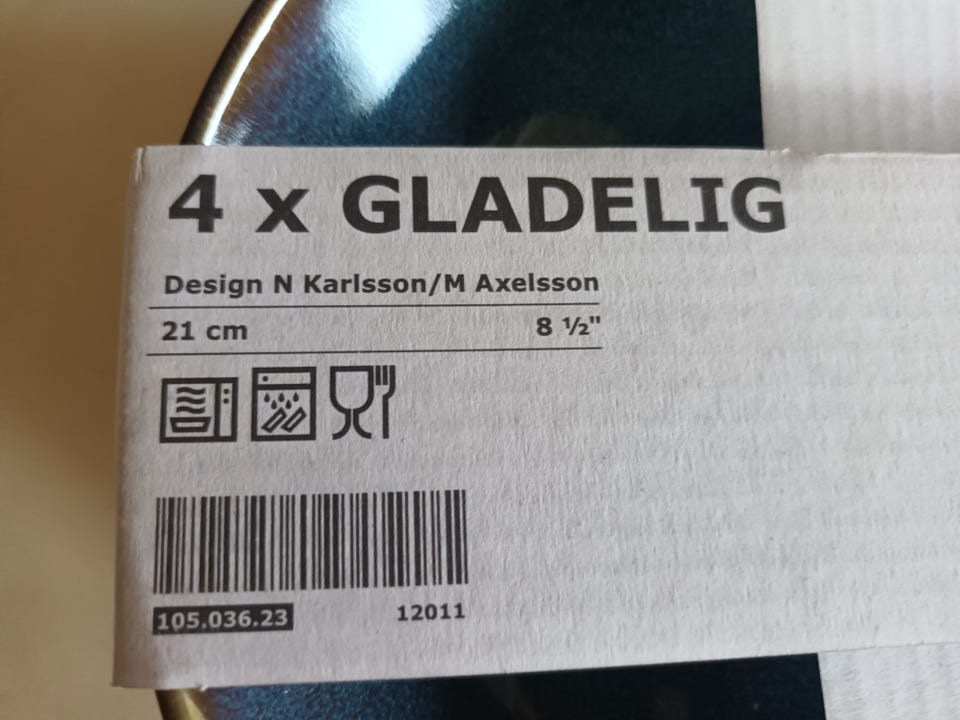 4 x GLADELIG
Design N Karlsson/M Axelsson
21 cm 8 ½"
105.036.23 12011